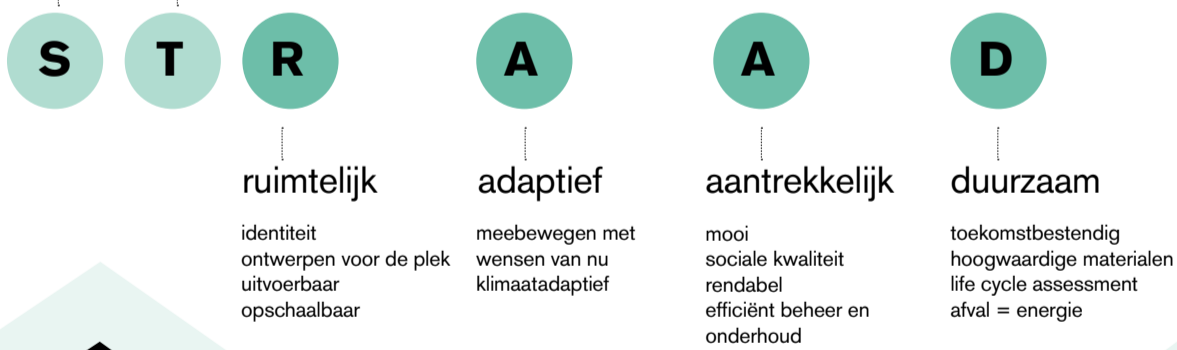 S T R A A D
ruimtelijk
identiteit
ontwerpen voor de plek
uitvoerbaar
opschaalbaar
adaptief
meebewegen met
wensen van nu
klimaatadaptief
aantrekkelijk
mooi
sociale kwaliteit
rendabel
efficiënt beheer en
onderhoud
duurzaam
toekomstbestendig
hoogwaardige materialen
life cycle assessment
afval = energie